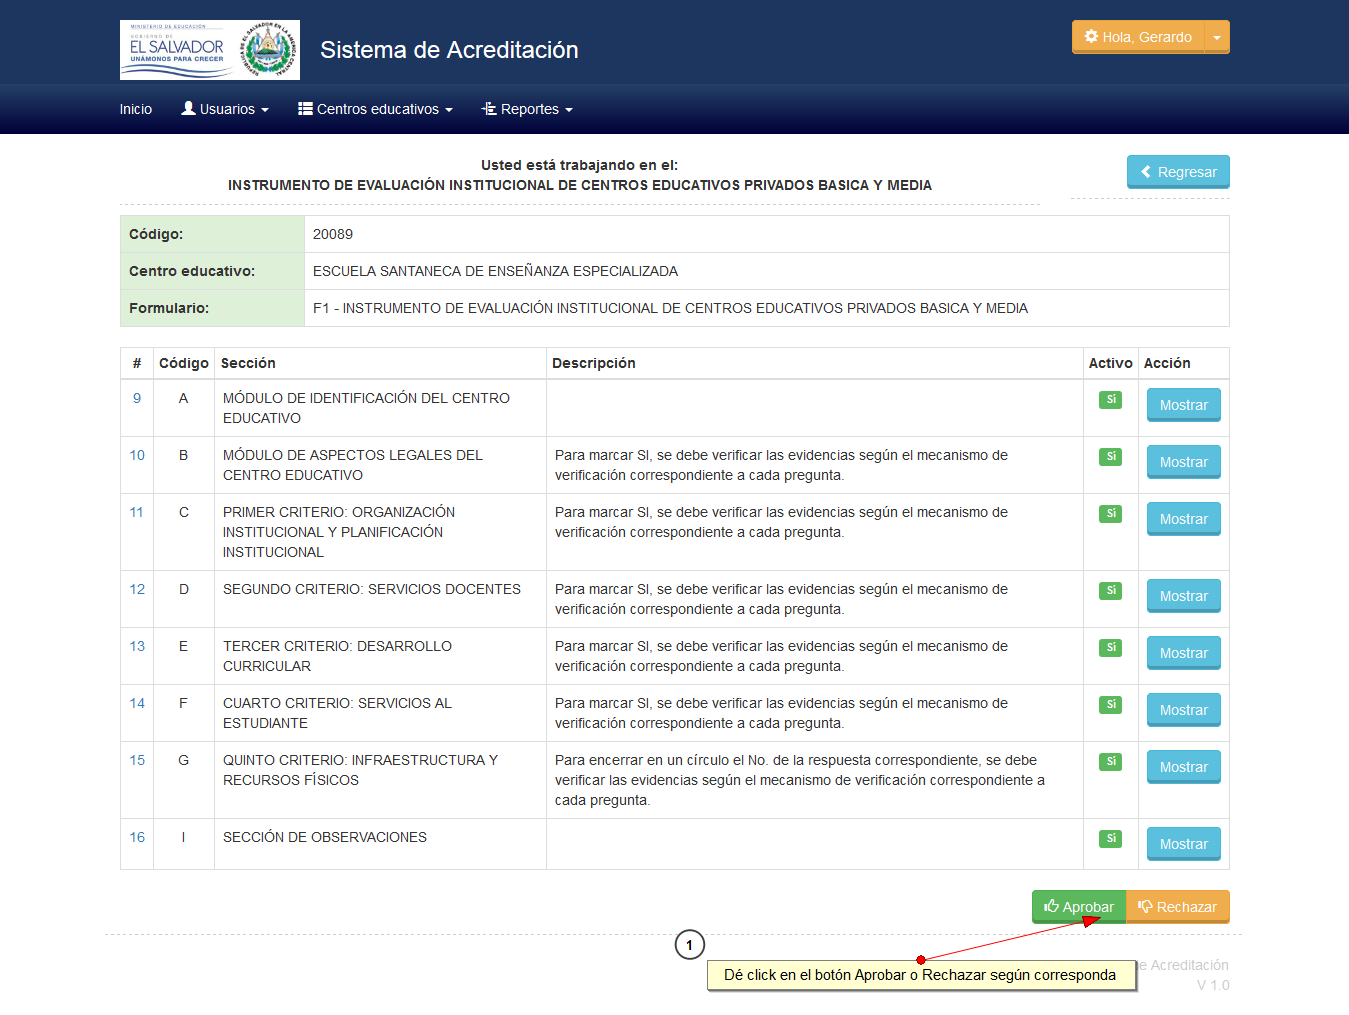 MINISTERIO DE EDUCACIÓN
GOBIERNO DE
EL SALVADOR
UNÁMONOS PARA CRECER
Sistema de Acreditación
Hola, Gerardo
Inicio Usuarios Centros educativos Reportes
Usted está trabajando en el:
INSTRUMENTO DE EVALUACIÓN INSTITUCIONAL DE CENTROS EDUCATIVOS PRIVADOS BASICA Y MEDIA
Regresar
Código: 20089
Centro educativo: ESCUELA SANTANECA DE ENSEÑANZA ESPECIALIZADA
Formulario: F1 - INSTRUMENTO DE EVALUACIÓN INSTITUCIONAL DE CENTROS EDUCATIVOS PRIVADOS BASICA Y MEDIA
# Código Sección Descripción Activo Acción
9 A MÓDULO DE IDENTIFICACIÓN DEL CENTRO Sí Mostrar
EDUCATIVO
10 B MÓDULO DE ASPECTOS LEGALES DEL Para marcar SI, se debe verificar las evidencias según el mecanismo de Sí Mostrar
CENTRO EDUCATIVO verificación correspondiente a cada pregunta.
11 C PRIMER CRITERIO: ORGANIZACIÓN Para marcar SI, se debe verificar las evidencias según el mecanismo de Sí Mostrar
INSTITUCIONAL Y PLANIFICACIÓN verificación correspondiente a cada pregunta.
INSTITUCIONAL
12 D SEGUNDO CRITERIO: SERVICIOS DOCENTES Para marcar SI, se debe verificar las evidencias según el mecanismo de Sí Mostrar
verificación correspondiente a cada pregunta.
13 E TERCER CRITERIO: DESARROLLO Para marcar SI, se debe verificar las evidencias según el mecanismo de Sí Mostrar
CURRICULAR verificación correspondiente a cada pregunta.
14 F CUARTO CRITERIO: SERVICIOS AL Para marcar SI, se debe verificar las evidencias según el mecanismo de Sí Mostrar
ESTUDIANTE verificación correspondiente a cada pregunta.
15 G QUINTO CRITERIO: INFRAESTRUCTURA Y Para encerrar en un círculo el No. de la respuesta correspondiente, se debe Sí Mostrar
RECURSOS FÍSICOS verificar las evidencias según el mecanismo de verificación correspondiente a
cada pregunta.
16 I SECCIÓN DE OBSERVACIONES Sí Mostrar
Aprobar Rechazar
1
Dé click en el botón Aprobar o Rechazar según corresponda
e Acreditación
V 1.0